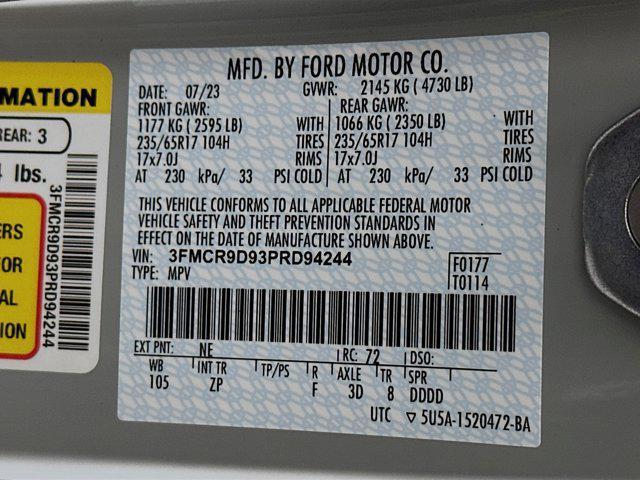 MATION
REAR: 3
lbs.
ERS
FOR
AL
TION
3FMCR9D93PRD94244
MFD. BY FORD MOTOR CO.
DATE: 07/23 GVWR: 2145 KG ( 4730 LB)
FRONT GAWR: REAR GAWR:
1177 KG ( 2595 LB) WITH 1066 KG ( 2350 LB) WITH
235/65R17 104H TIRES 235/65R17 104H TIRES
17x7.0J RIMS 17x7.0J RIMS
AT 230 kPa/ 33 PSI COLD AT 230 kPa/ 33 PSI COLD
THIS VEHICLE CONFORMS TO ALL APPLICABLE FEDERAL MOTOR
VEHICLE SAFETY AND THEFT PREVENTION STANDARDS IN
EFFECT ON THE DATE OF MANUFACTURE SHOWN ABOVE.
VIN: 3FMCR9D93PRD94244
TYPE: MPV
F0177
T0114
EXT PNT: NE RC: 72 DSO:
WB INT TR TP/PS R AXLE TR SPR
105 ZP F 3D 8 DDDD
UTC ▽ 5U5A-1520472-BA